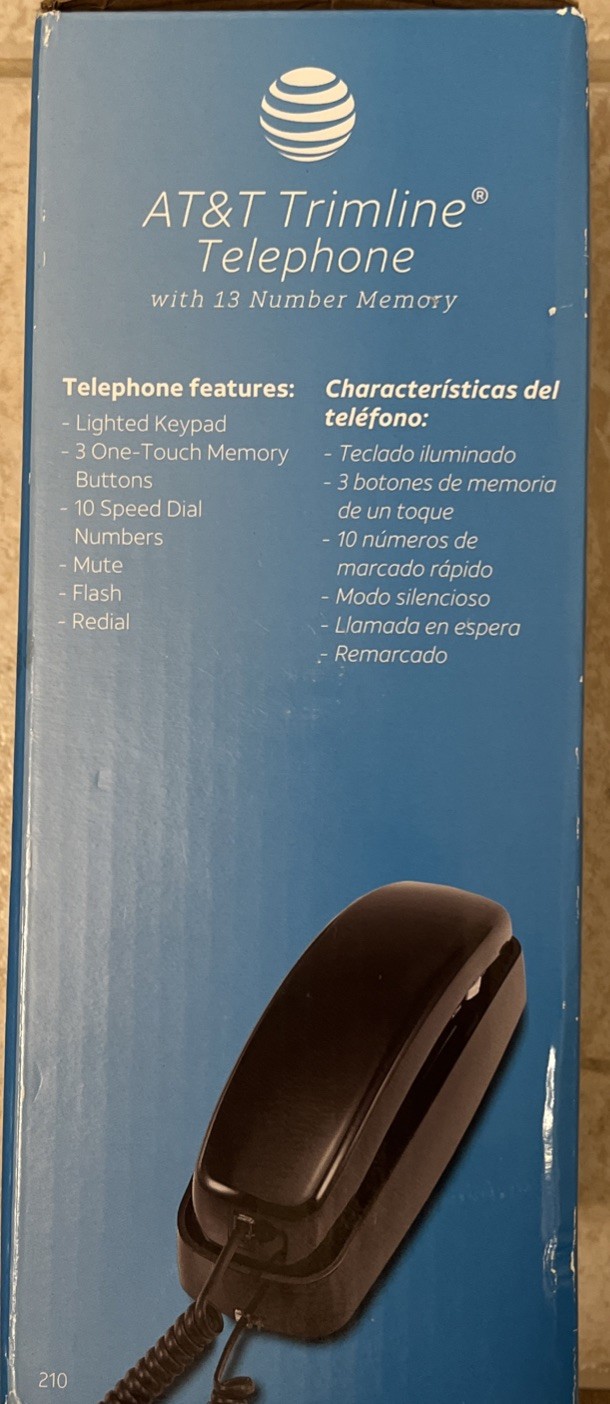 AT&T Trimline®
Telephone
with 13 Number Memory
Telephone features:
- Lighted Keypad
- 3 One-Touch Memory
Buttons
- 10 Speed Dial
Numbers
- Mute
- Flash
- Redial
Características del
teléfono:
- Teclado iluminado
- 3 botones de memoria
de un toque
- 10 números de
marcado rápido
- Modo silencioso
- Llamada en espera
- Remarcado
210